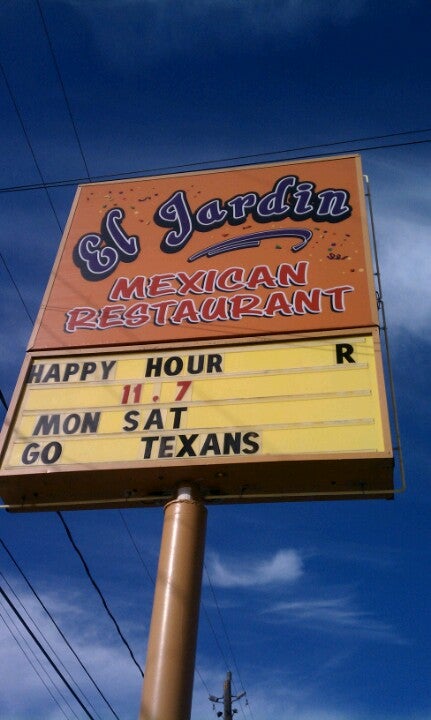 El Jardin
MEXICAN
RESTAURANT
HAPPY HOUR R
11.7
MON SAT
GO TEXANS